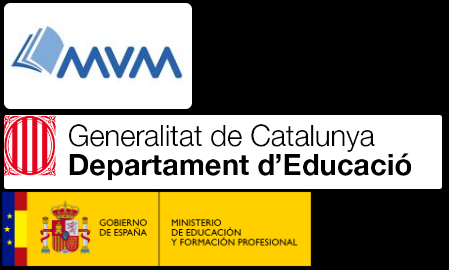 MVM
Generalitat de Catalunya
Departament d'Educació
GOBIERNO
DE ESPAÑA
MINISTERIO
DE EDUCACIÓN
Y FORMACIÓN PROFESIONAL